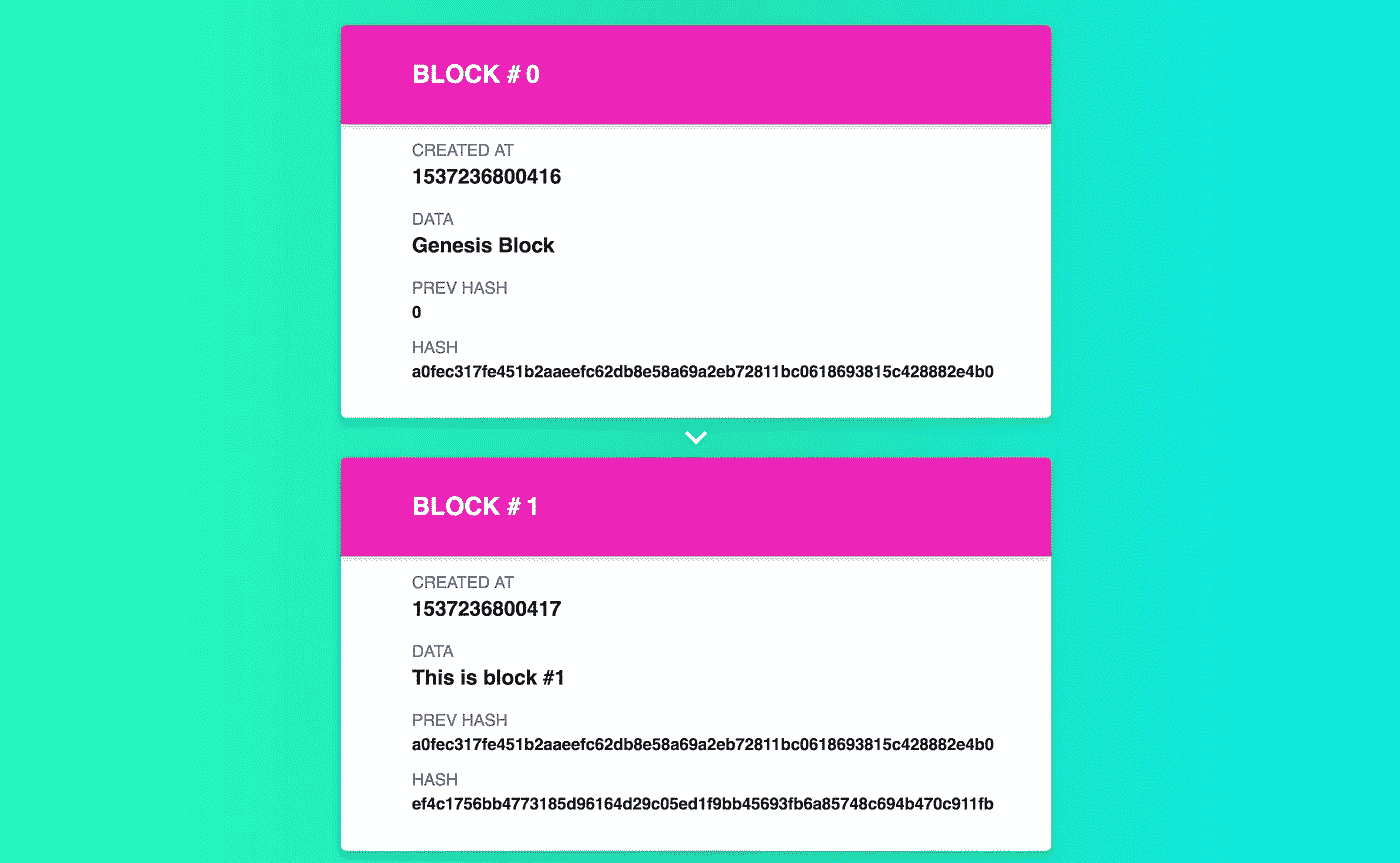 BLOCK # 0
CREATED AT
1537236800416
DATA
Genesis Block
PREV HASH
0
HASH
a0fec317fe451b2aaeefc62db8e58a69a2eb72811bc0618693815c428882e4b0
BLOCK # 1
CREATED AT
1537236800417
DATA
This is block #1
PREV HASH
a0fec317fe451b2aaeefc62db8e58a69a2eb72811bc0618693815c428882e4b0
HASH
ef4c1756bb4773185d96164d29c05ed1f9bb45693fb6a85748c694b470c911fb